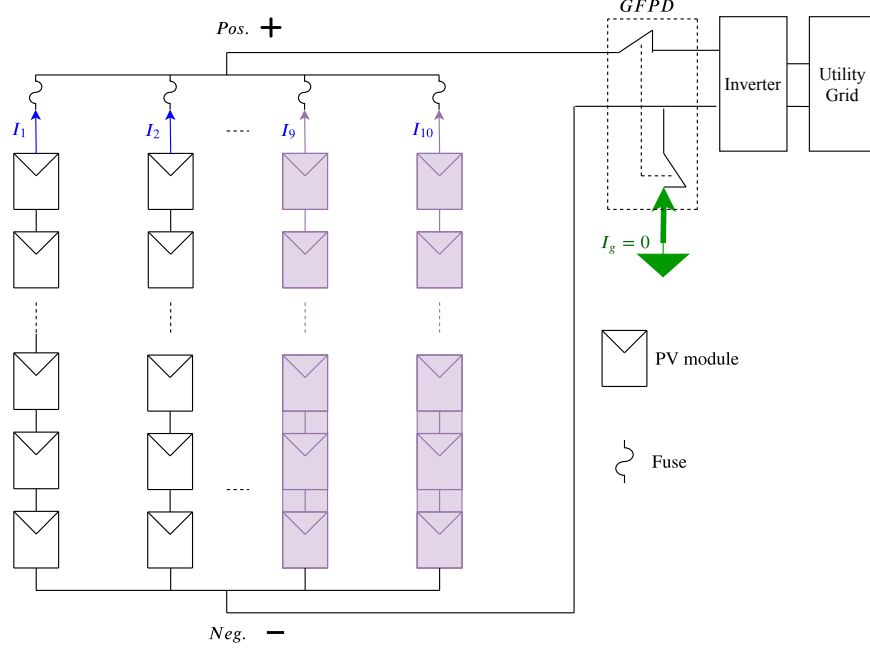 GFPD
Pos. +
Inverter
Utility
Grid
I1
I2
I9
I10
Ig = 0
PV module
Fuse
Neg. −